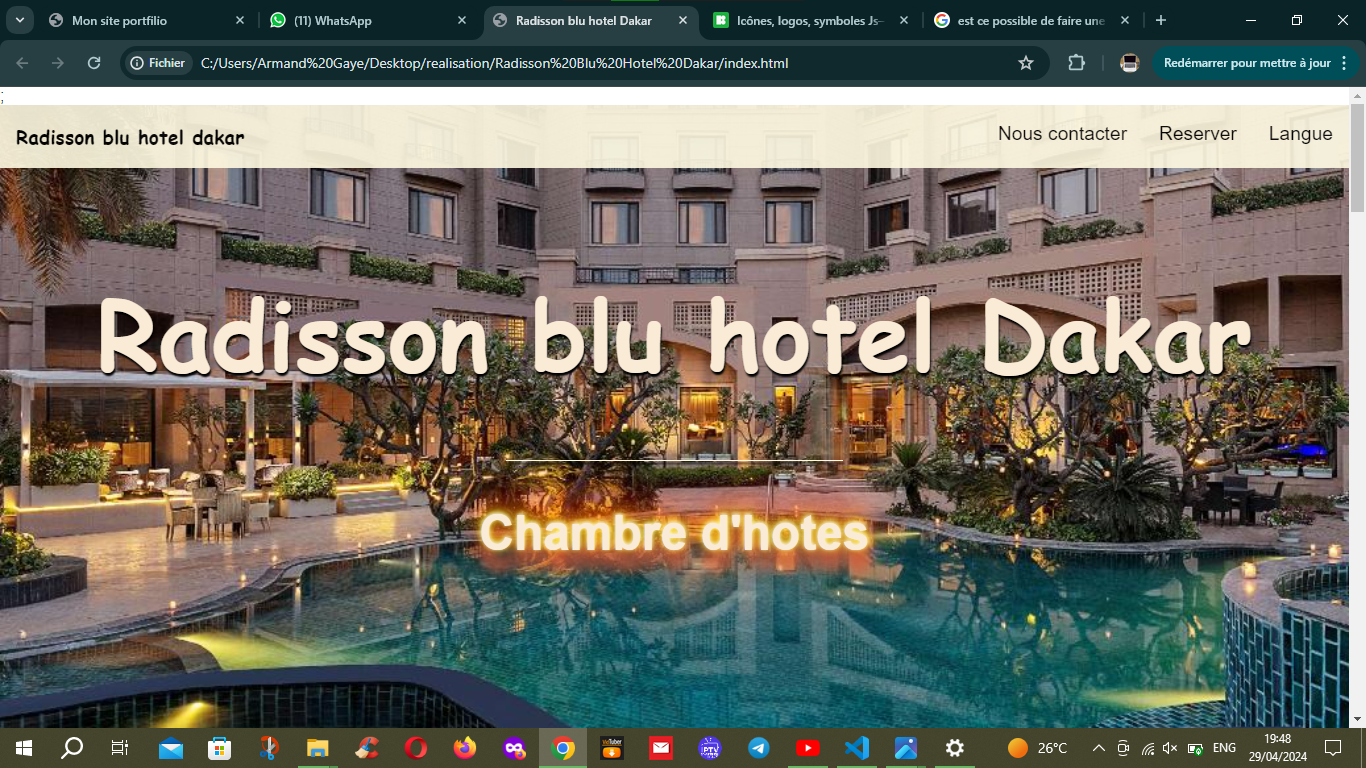 Mon site portfilio
(11) WhatsApp
Radisson blu hotel Dakar
Icônes, logos, symboles Js–
est ce possible de faire une
Fichier
C:/Users/Armand%20Gaye/Desktop/realisation/Radisson%20Blu%20Hotel%20Dakar/index.html
Redémarrer pour mettre à jour
;
Radisson blu hotel dakar
Nous contacter
Reserver
Langue
Radisson blu hotel Dakar
Chambre d'hotes
26°C
ENG
19:48
29/04/2024